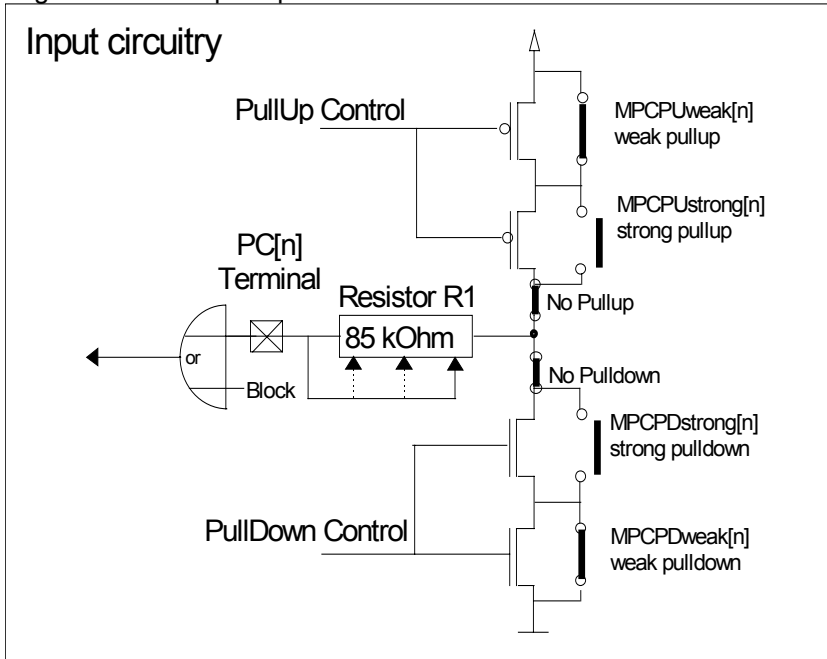 Input circuitry
PullUp Control
MPCPUweak[n]
weak pullup
MPCPUstrong[n]
strong pullup
PC[n]
Terminal
Resistor R1
No Pullup
85 kOhm
or
Block
No Pulldown
MPCPDstrong[n]
strong pulldown
PullDown Control
MPCPDweak[n]
weak pulldown